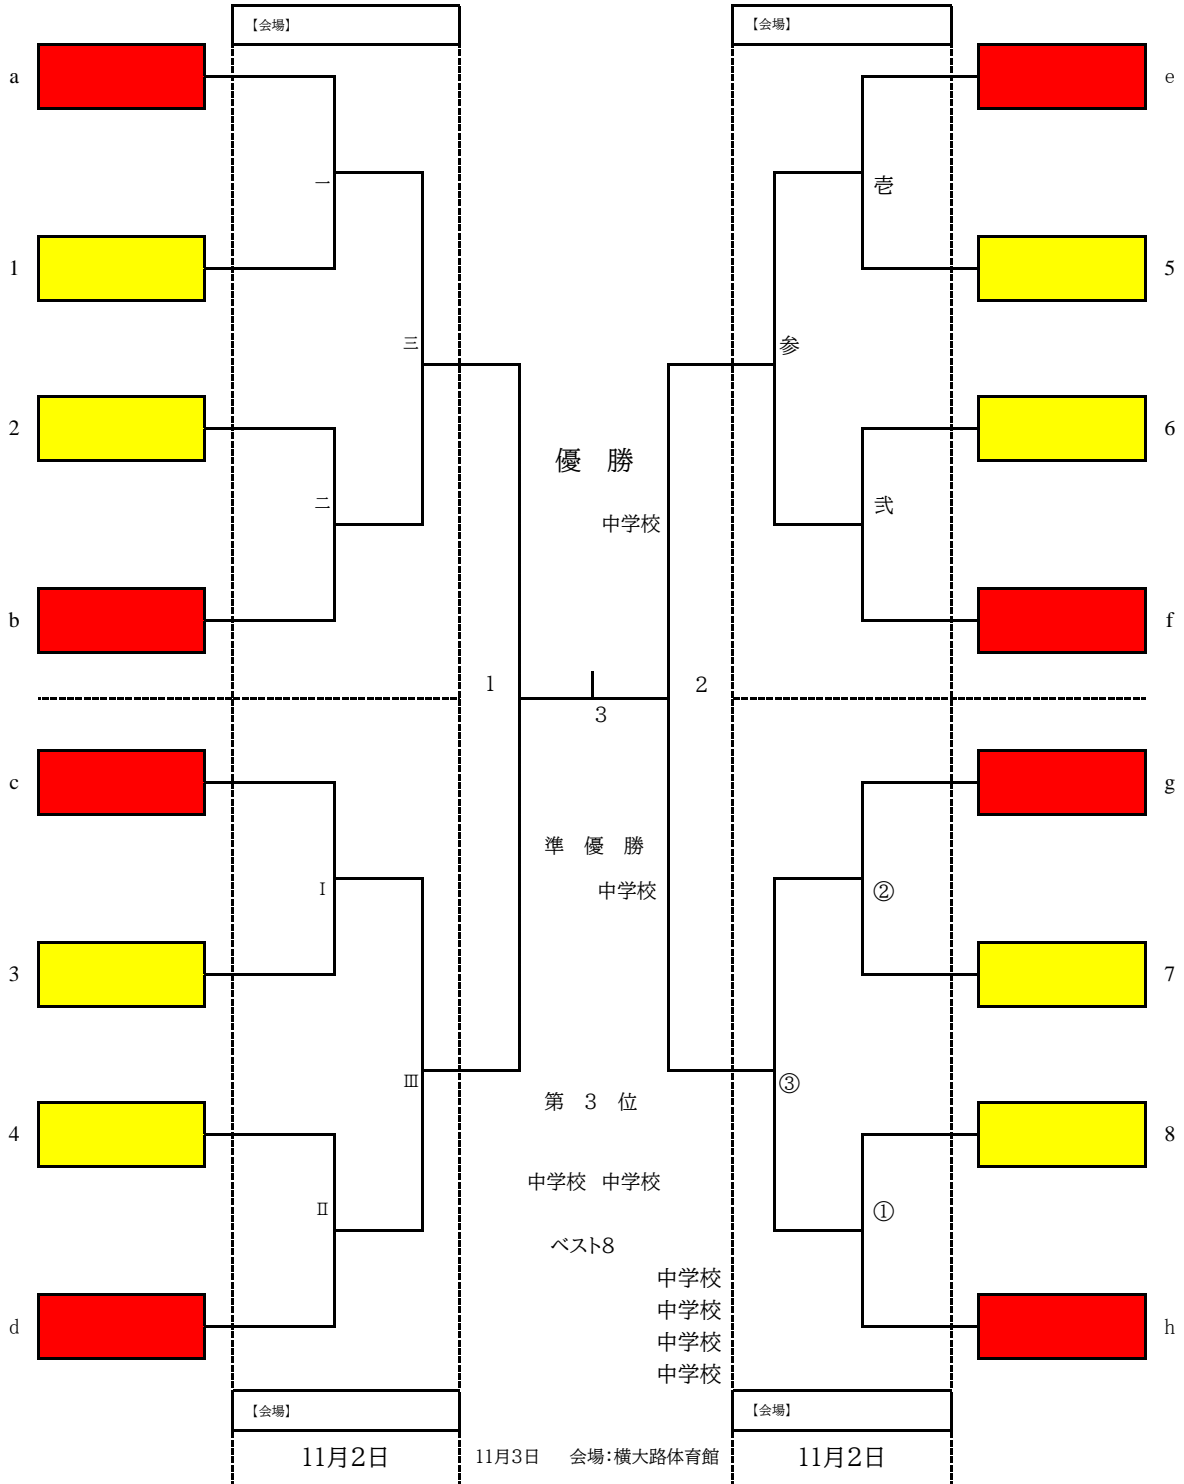 【会場】
【会場】
a
e
一
壱
1
5
三
参
2
6
優　勝
二
弐
中学校
b
f
1
2
3
c
g
準　優　勝
Ⅰ
②
中学校
3
7
Ⅲ
③
第　3　位
4
8
中学校 中学校
Ⅱ
①
ベスト8
中学校
中学校
d
h
中学校
中学校
【会場】
【会場】
11月2日
11月3日　会場:横大路体育館
11月2日